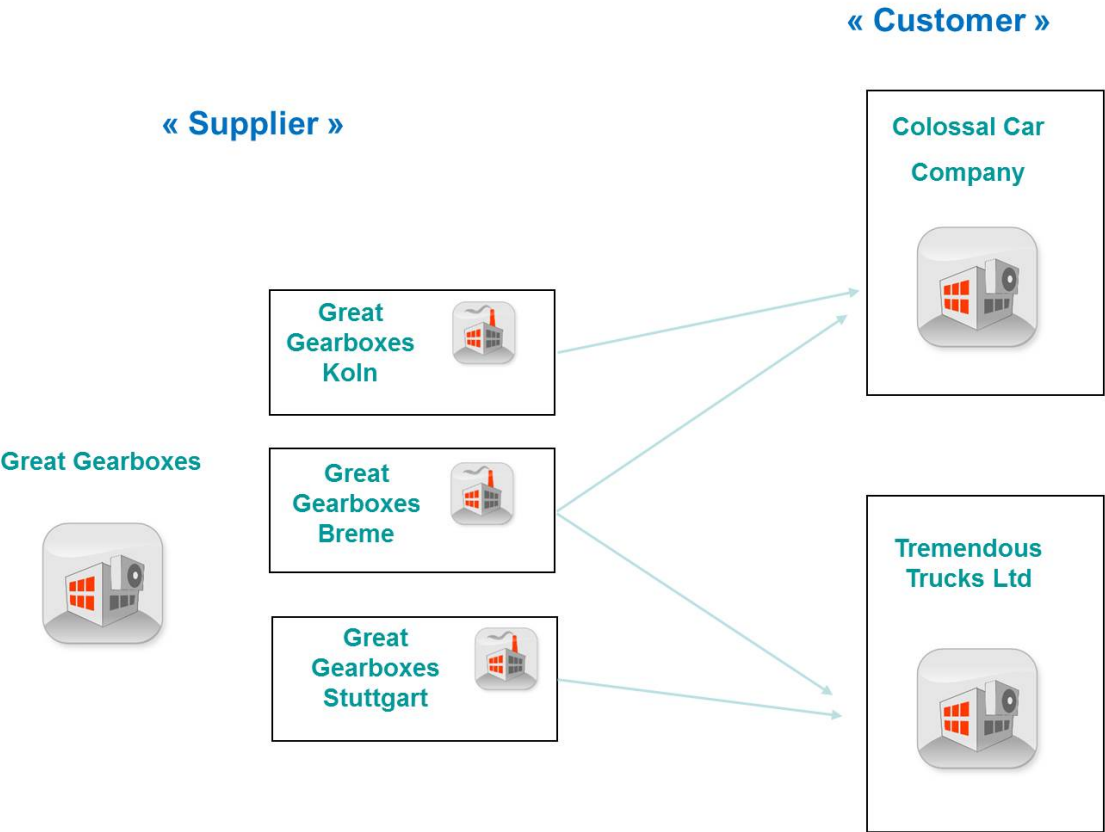 « Customer »
« Supplier »
Colossal Car
Company
Great
Gearboxes
Koln
Great Gearboxes
Great
Gearboxes
Breme
Tremendous
Trucks Ltd
Great
Gearboxes
Stuttgart